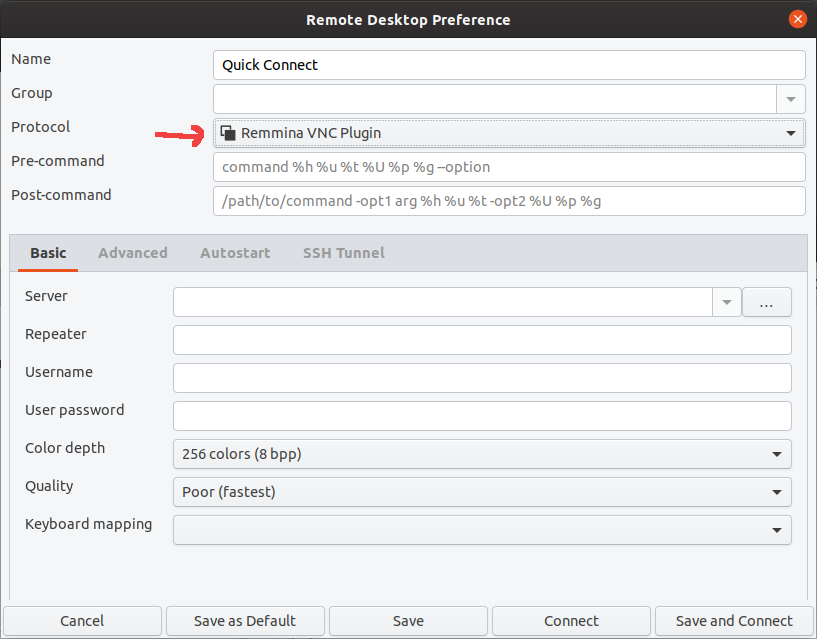 Remote Desktop Preference
Name
Quick Connect
Group
Protocol
Remmina VNC Plugin
Pre-command
command %h %u %t %U %p %g --option
Post-command
/path/to/command -opt1 arg %h %u %t -opt2 %U %p %g
Basic Advanced Autostart SSH Tunnel
Server
...
Repeater
Username
User password
Color depth
256 colors (8 bpp)
Quality
Poor (fastest)
Keyboard mapping
Cancel Save as Default Save Connect Save and Connect